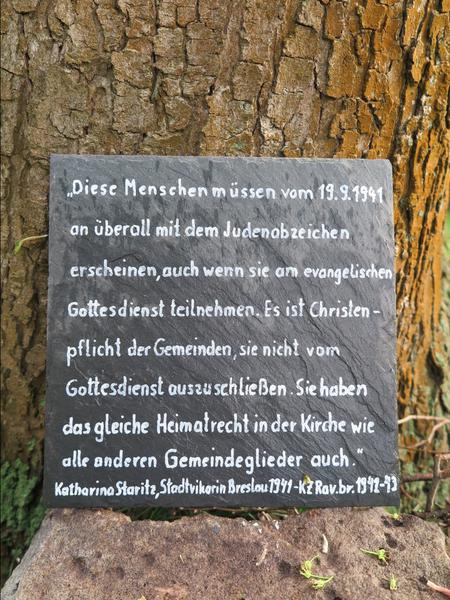 „Diese Menschen müssen vom 19.9.1941
an überall mit dem Judenabzeichen
erscheinen, auch wenn sie am evangelischen
Gottesdienst teilnehmen. Es ist Christen-
pflicht der Gemeinden, sie nicht vom
Gottesdienst auszuschließen. Sie haben
das gleiche Heimatrecht in der Kirche wie
alle anderen Gemeindeglieder auch.“
Katharina Staritz, Stadtvikarin Breslau 1941 - KZ Rav.br. 1942-43